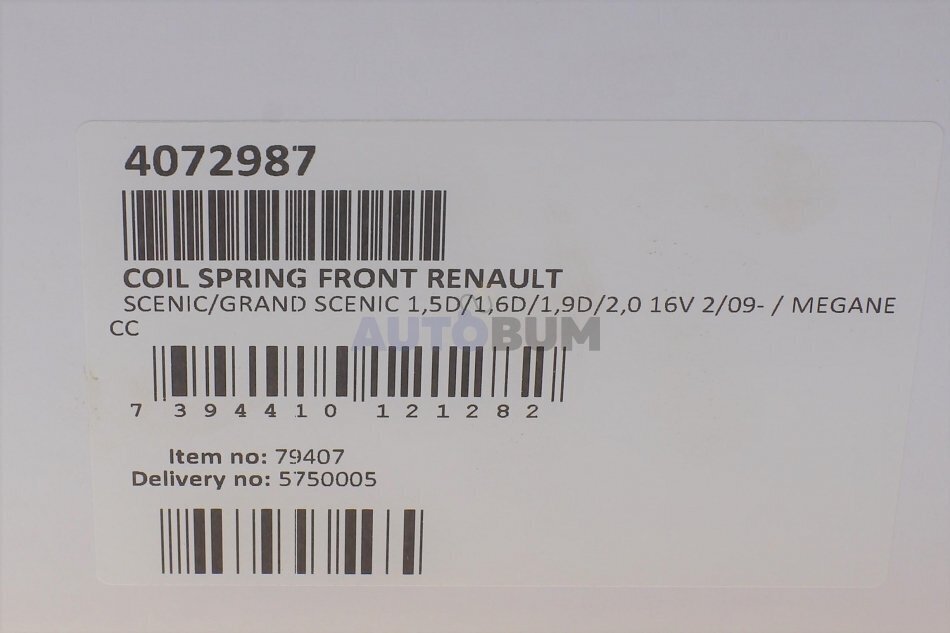 4072987
COIL SPRING FRONT RENAULT
SCENIC/GRAND SCENIC 1,5D/1,6D/1,9D/2,0 16V 2/09- / MEGANE
CC
AUTOBUM
7 394410 121282
Item no: 79407
Delivery no: 5750005